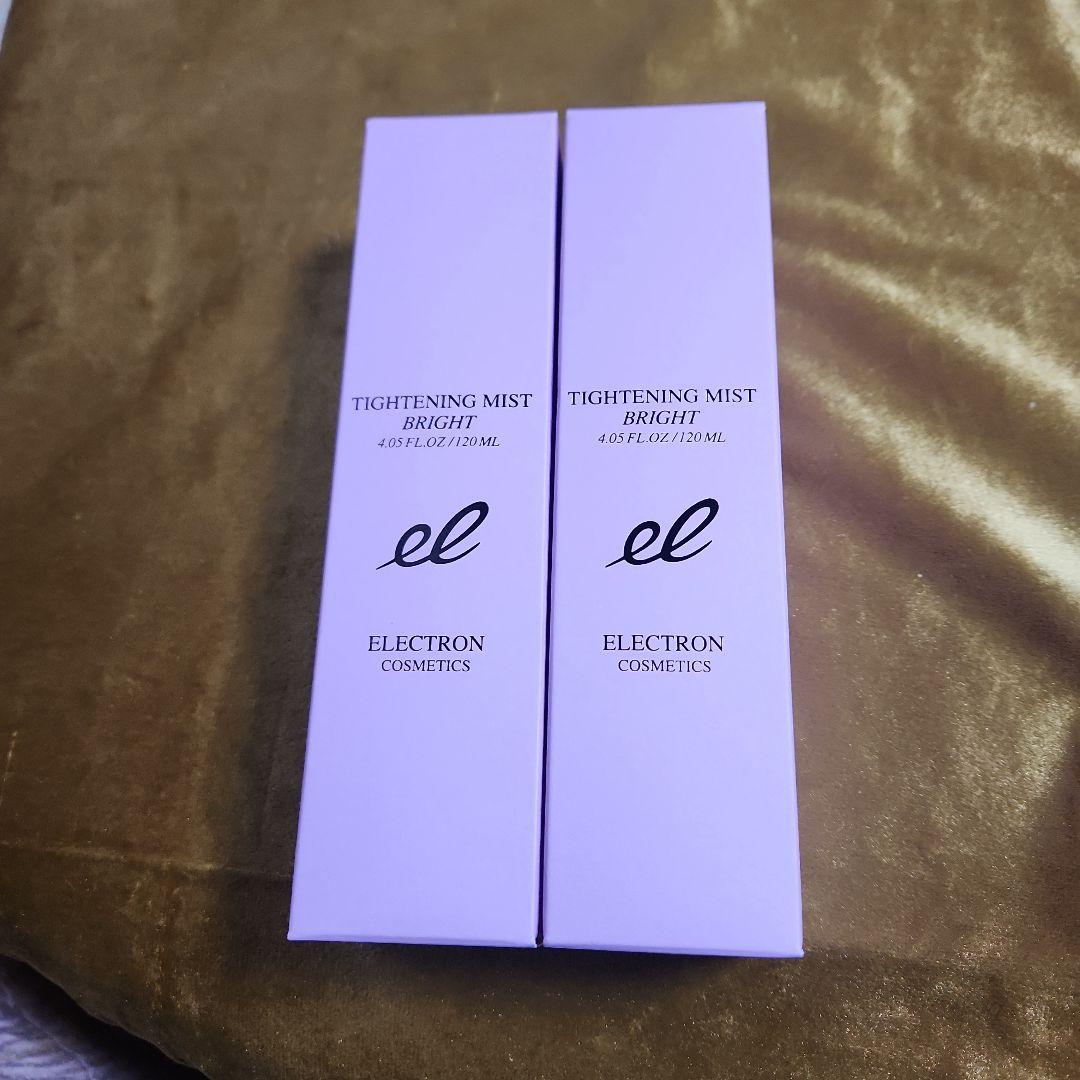 TIGHTENING MIST
BRIGHT
4.05 FL.OZ / 120 ML
el
ELECTRON
COSMETICS
TIGHTENING MIST
BRIGHT
4.05 FL.OZ / 120 ML
el
ELECTRON
COSMETICS